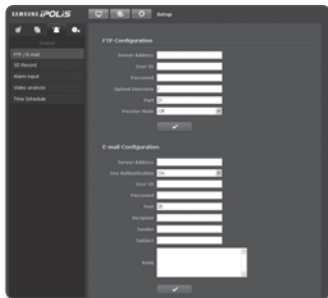 SAMSUNG iPOLiS
Setup
Event
FTP / E-mail
SD Record
Alarm input
Video analysis
Time Schedule
FTP Configuration
Server Address
User ID
Password
Upload Directory /
Port 21
Passive Mode Off
E-mail Configuration
Server Address
Use Authentication On
User ID
Password
Port 25
Recipient
Sender
Subject
Body